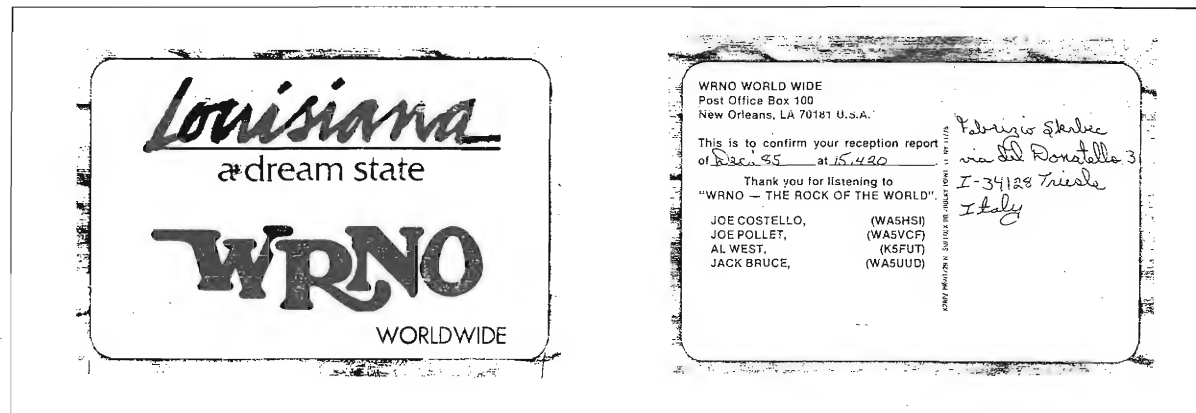 Louisiana
a dream state
WRNO
WORLDWIDE
WRNO WORLD WIDE
Post Office Box 100
New Orleans, LA 70181 U.S.A.
This is to confirm your reception report
of Dec. 85 at 15.420
Thank you for listening to
"WRNO — THE ROCK OF THE WORLD".
JOE COSTELLO, (WA5HSI)
JOE POLLET, (WA5VCF)
AL WEST, (K5FUT)
JACK BRUCE, (WA5UUD)
Fabrizio Skrbec
via del Donatello 3
I-34128 Trieste
Italy